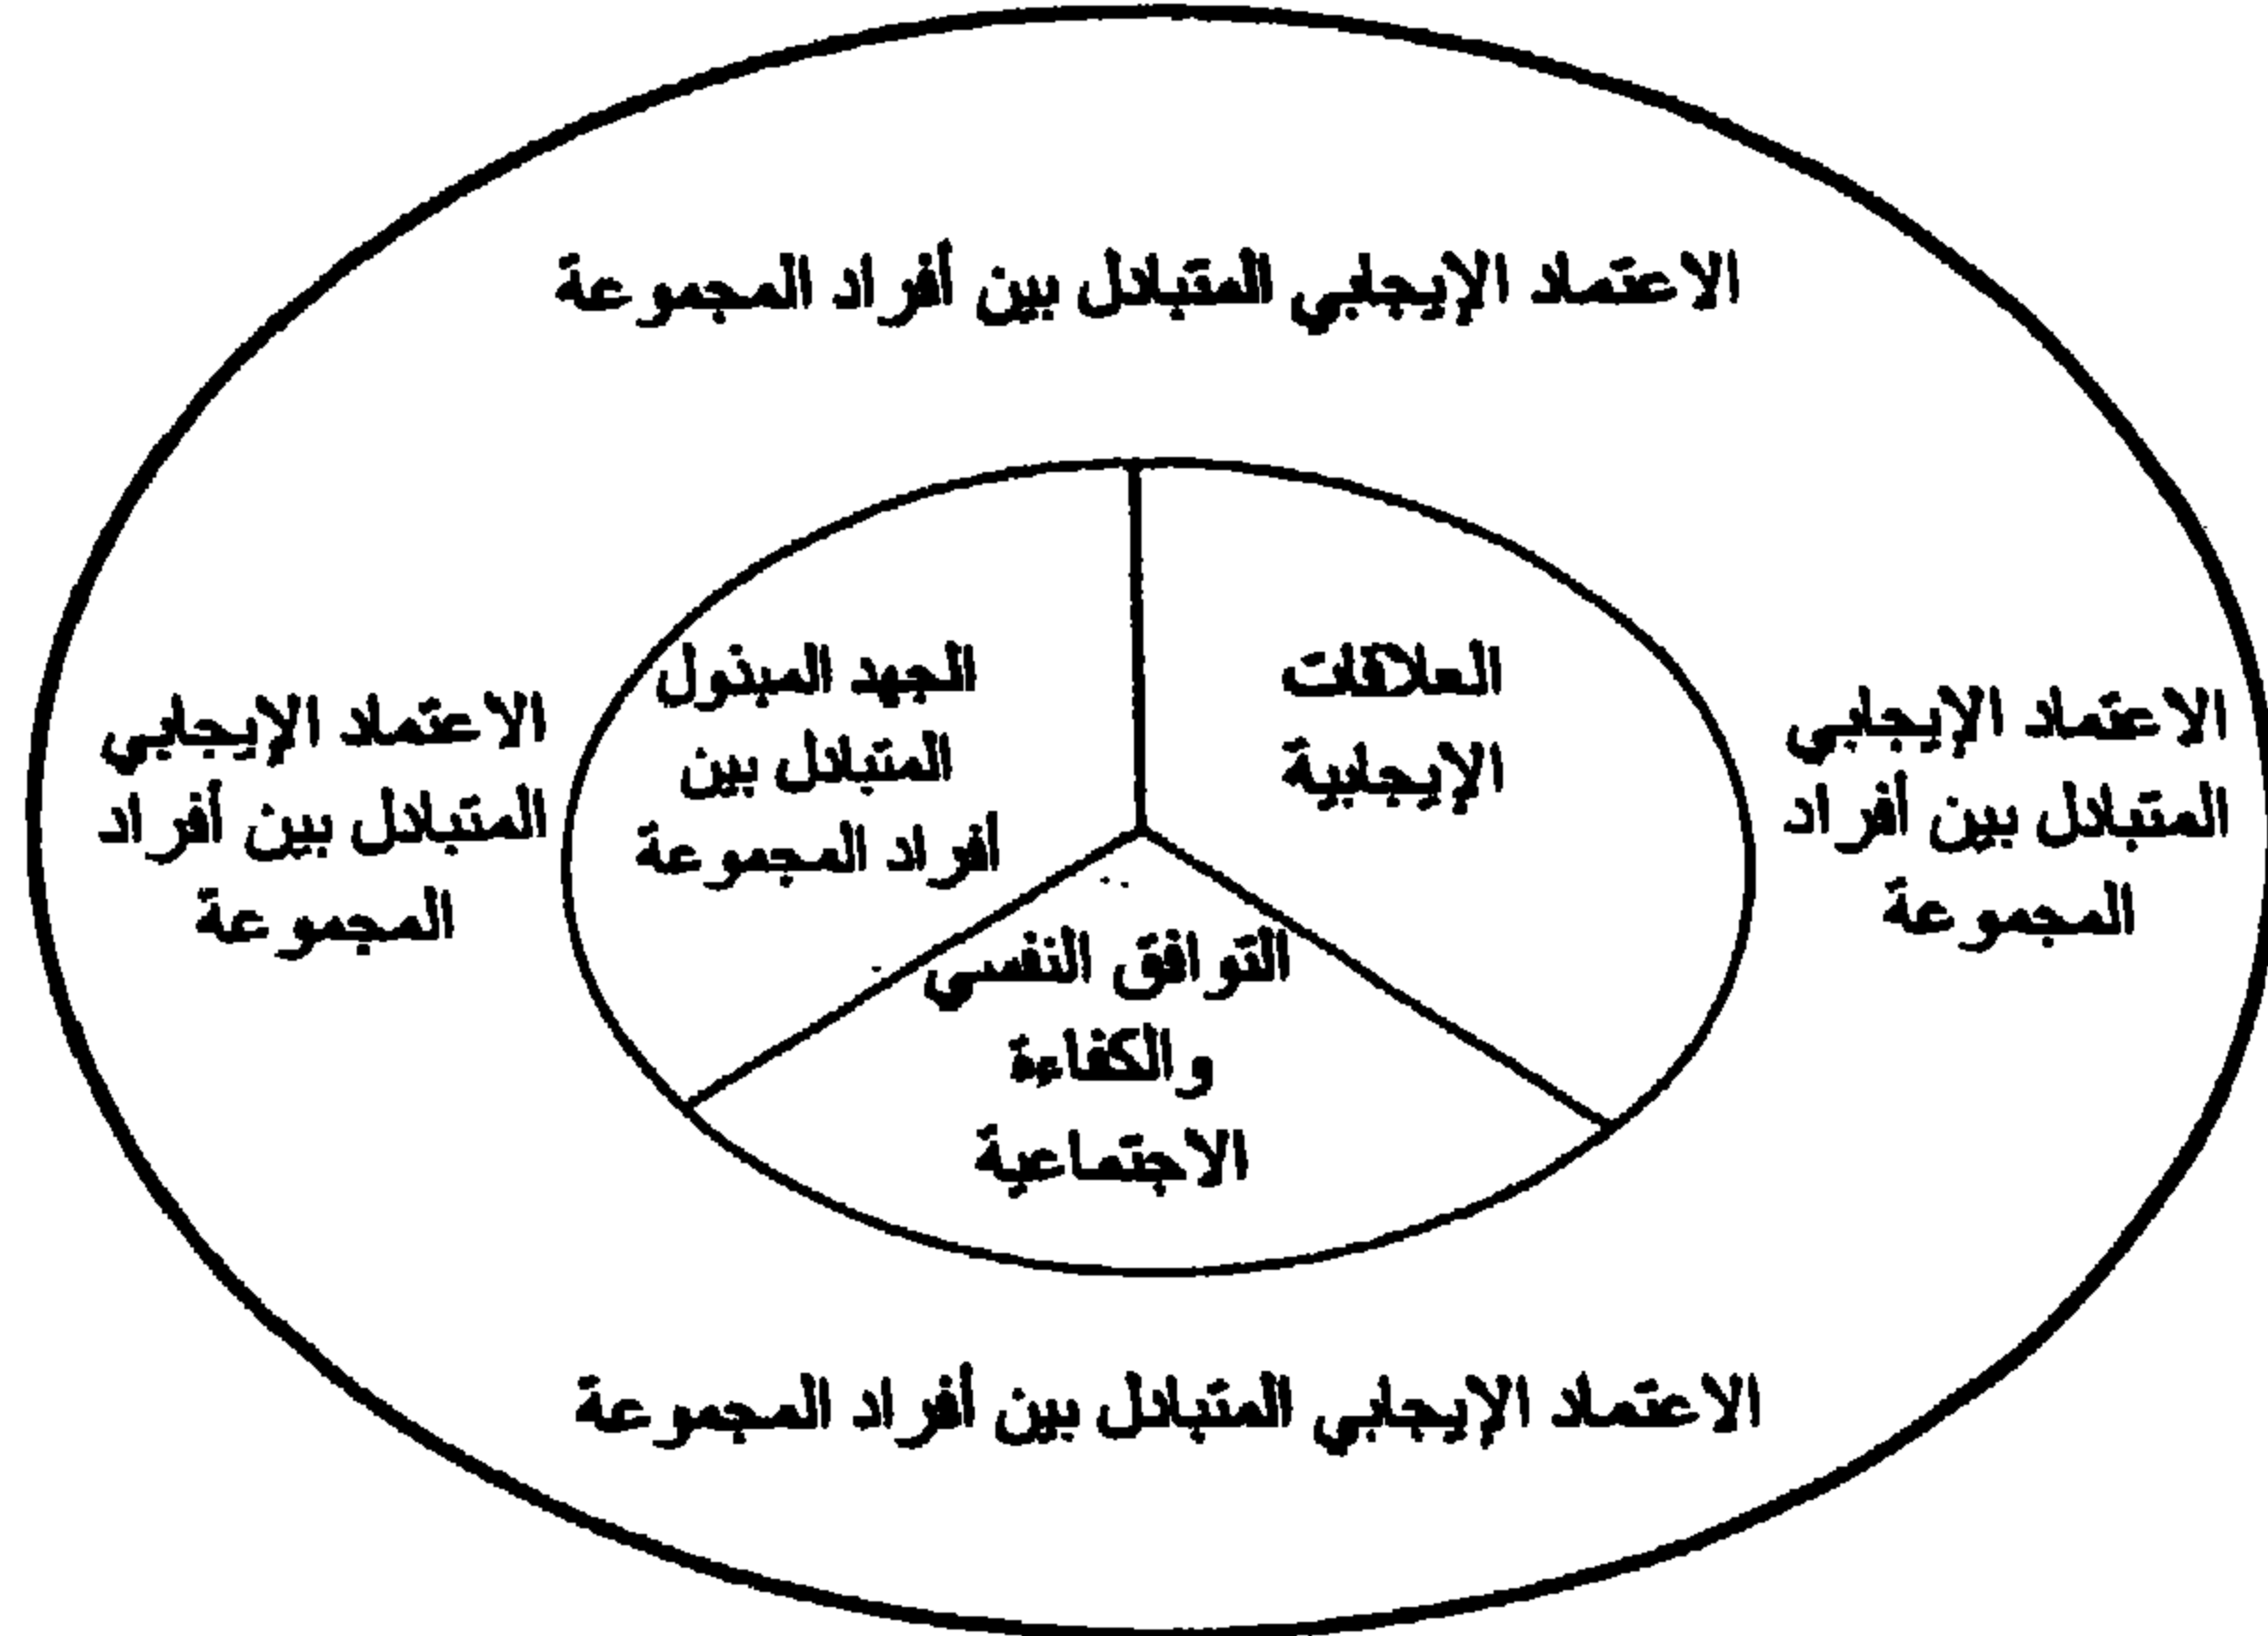 الاعتماد الإيجابي المتبادل بين أفراد المجموعة
العلاقات
الإيجابية
الجهد المبذول
المتبادل بين
أفراد المجموعة
التوافق النفسي
والكفاءة
الاجتماعية
الاعتماد الإيجابي
المتبادل بين أفراد
المجموعة
الاعتماد الإيجابي
المتبادل بين أفراد
المجموعة
الاعتماد الإيجابي المتبادل بين أفراد المجموعة